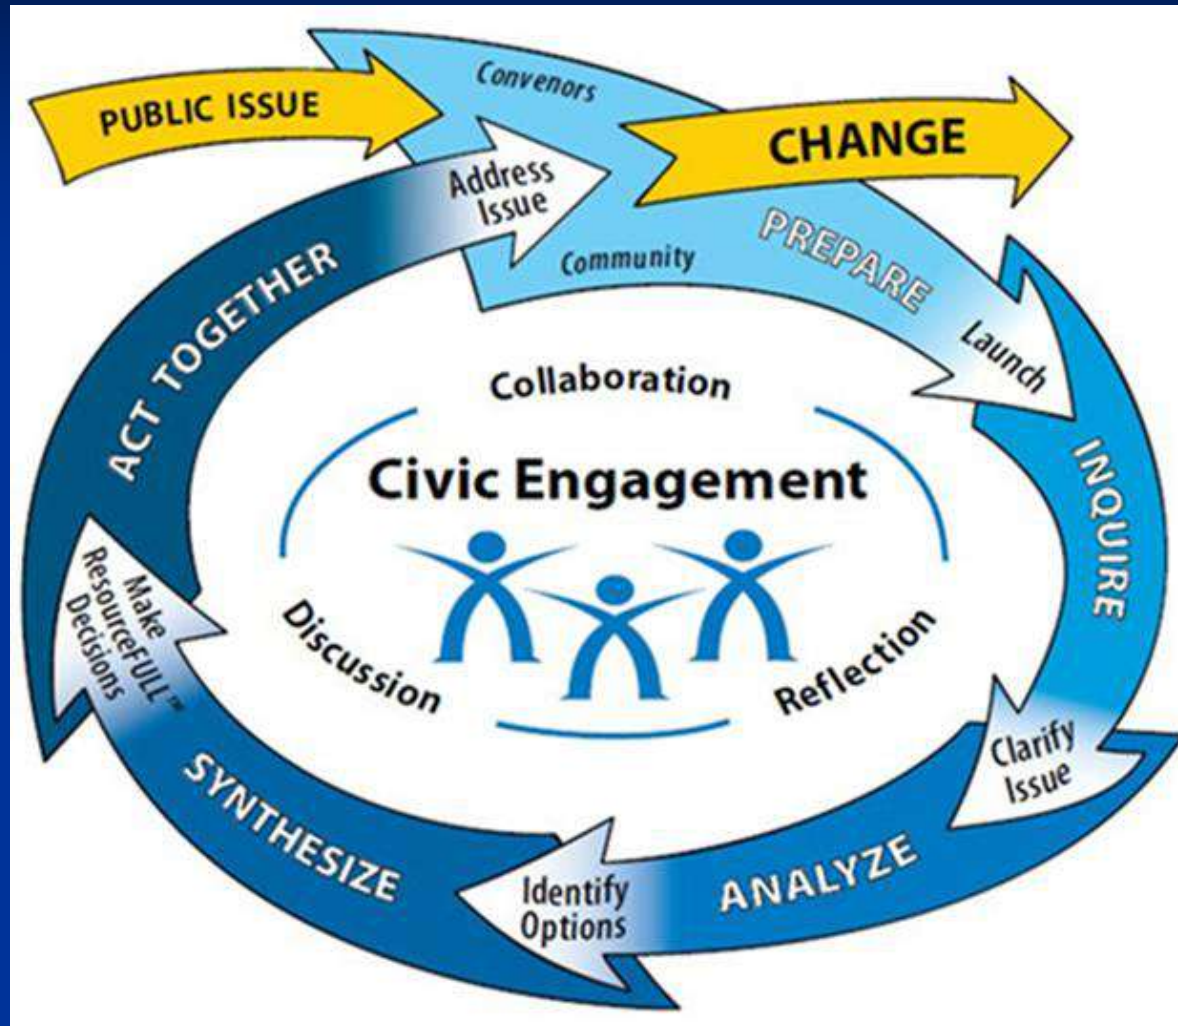 PUBLIC ISSUE
Convenors
CHANGE
Address
Issue
Community
PREPARE
Launch
INQUIRE
Clarify
Issue
ANALYZE
Identify
Options
SYNTHESIZE
Make
ResourceFULL™
Decisions
ACT TOGETHER
Collaboration
Civic Engagement
Discussion
Reflection